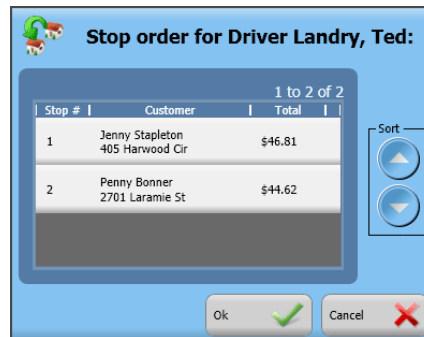 Stop order for Driver Landry, Ted:
1 to 2 of 2
| Stop # | Customer | Total | |
1 Jenny Stapleton $46.81
405 Harwood Cir
2 Penny Bonner $44.62
2701 Laramie St
Sort
Ok
Cancel